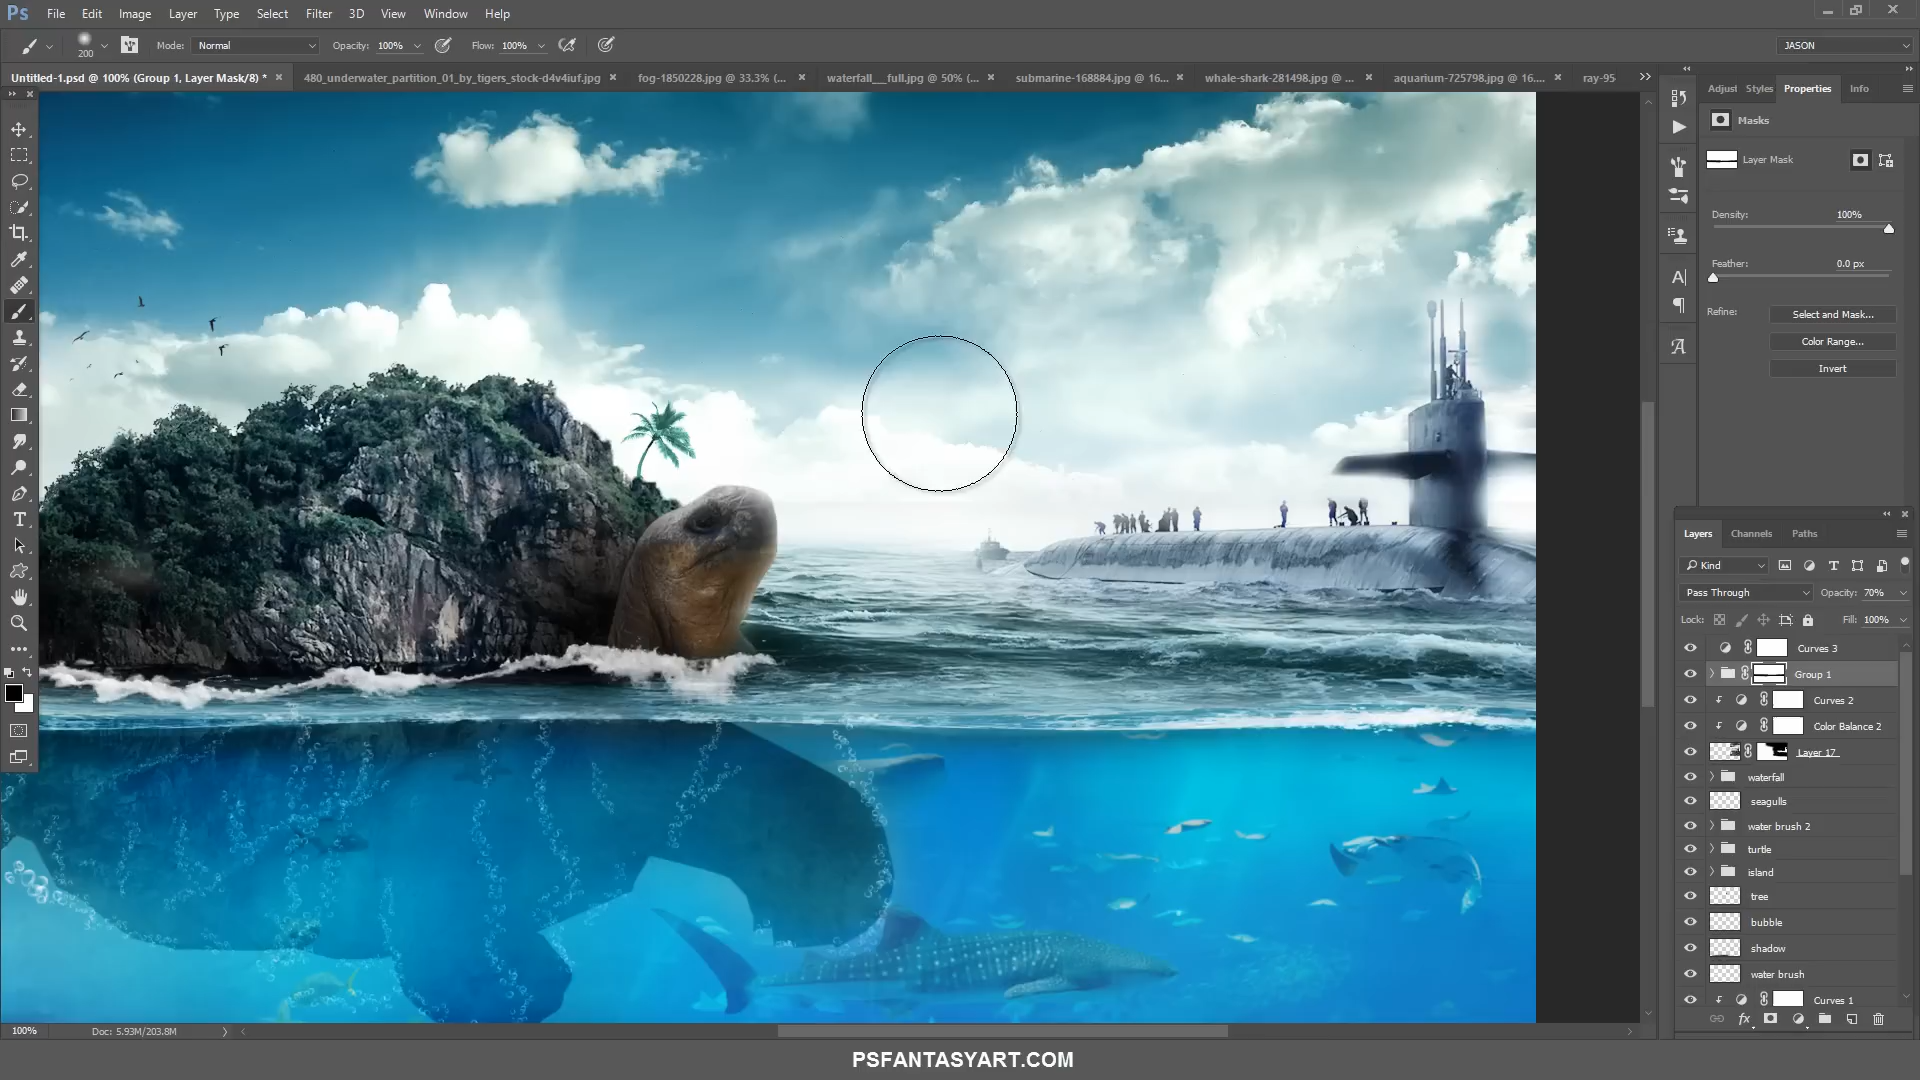 Ps File Edit Image Layer Type Select Filter 3D View Window Help
200 Mode: Normal Opacity: 100% Flow: 100% JASON
Untitled-1.psd @ 100% (Group 1, Layer Mask/8) * × 480_underwater_partition_01_by_tigers_stock-d4v4iuf.jpg × fog-1850228.jpg @ 33.3% (... × waterfall__full.jpg @ 50% (... × submarine-168884.jpg @ 16.... × whale-shark-281498.jpg @ ... × aquarium-725798.jpg @ 16.... × ray-95
Adjust Styles Properties Info
Masks
Layer Mask
Density: 100%
Feather: 0.0 px
Refine: Select and Mask...
Color Range...
Invert
Layers Channels Paths
Kind
Pass Through Opacity: 70%
Lock: Fill: 100%
Curves 3
Group 1
Curves 2
Color Balance 2
Layer 17
waterfall
seagulls
water brush 2
turtle
island
tree
bubble
shadow
water brush
Curves 1
fx
100% Doc: 5.93M/203.8M
PSFANTASYART.COM